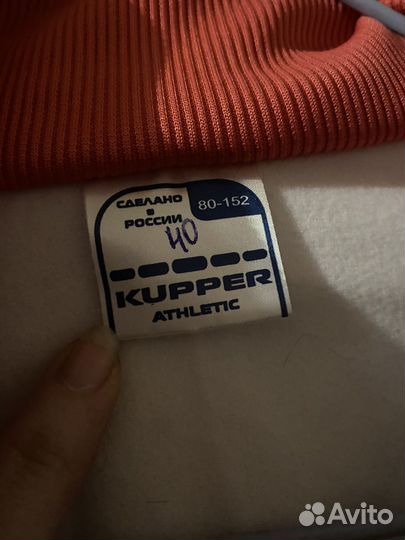 СДЕЛАНО
В
РОССИИ
80-152
40
KUPPER
ATHLETIC
Avito